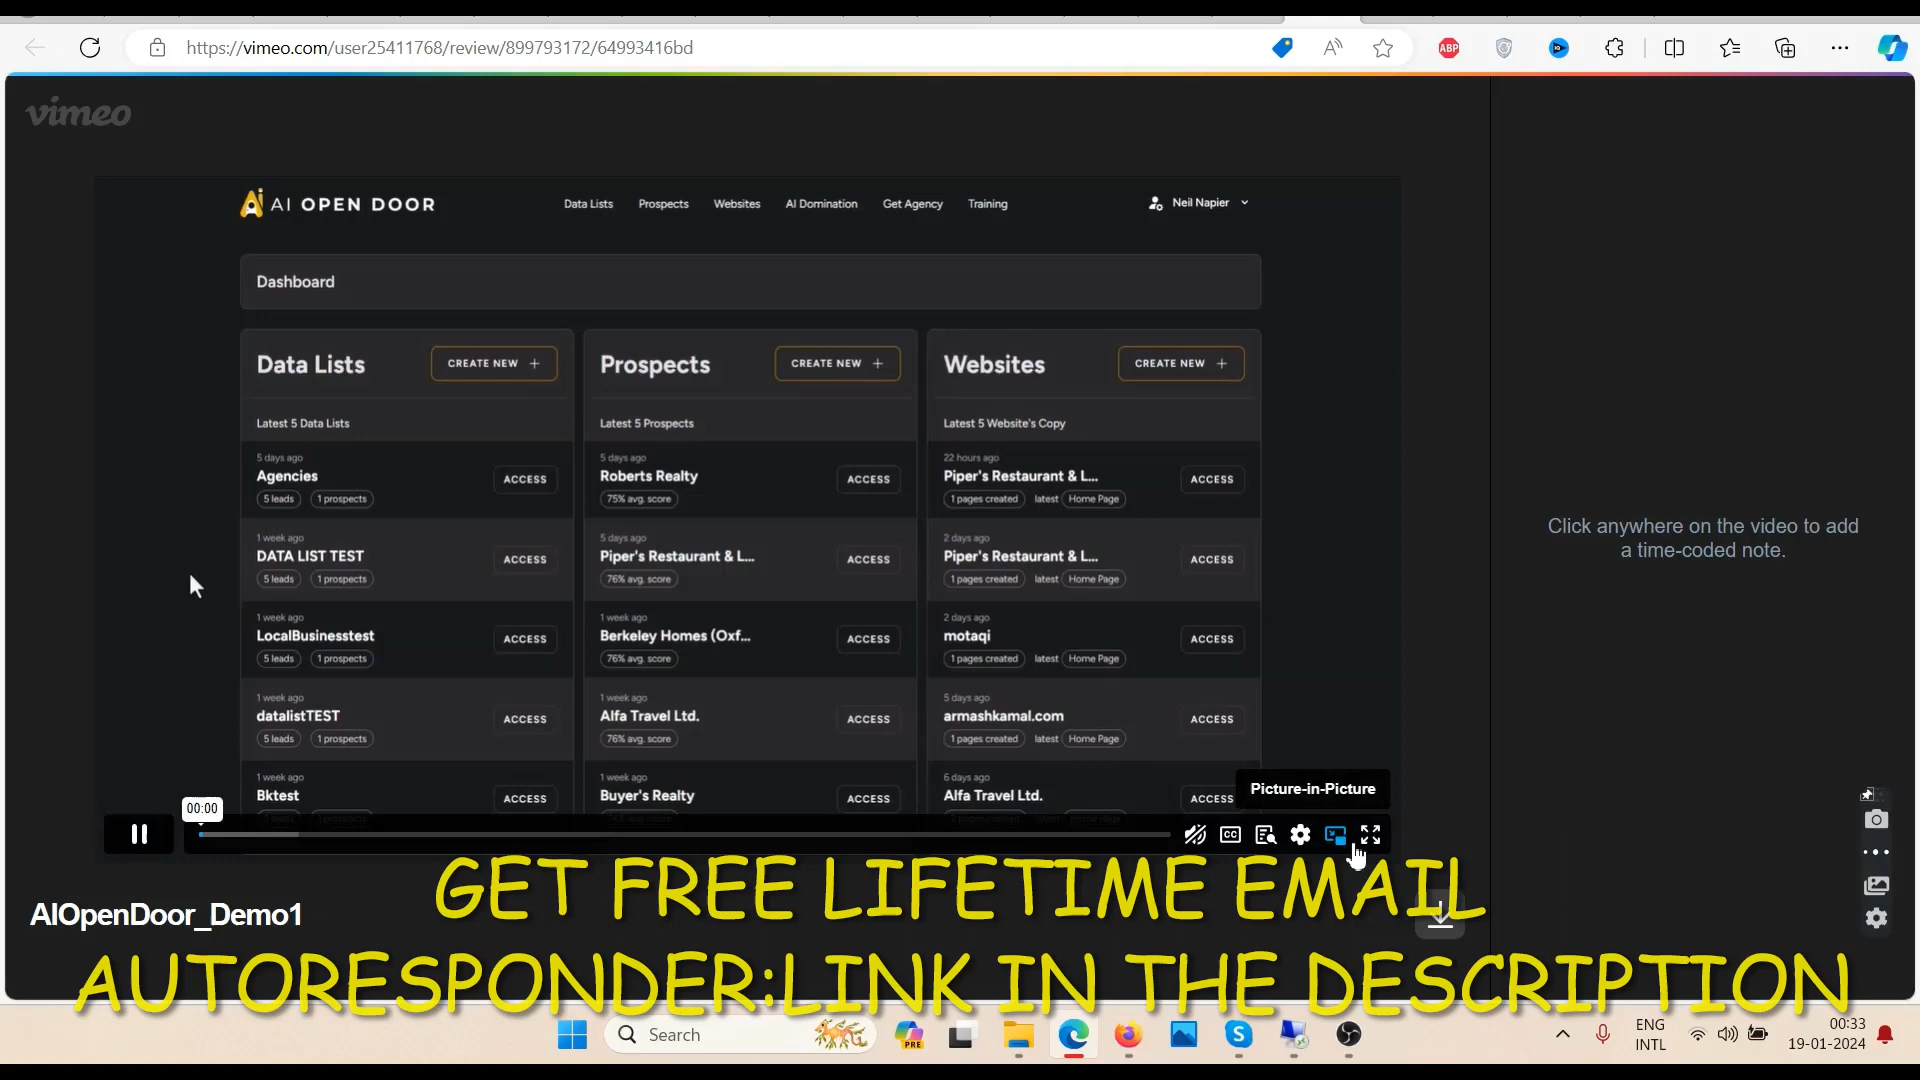 https://vimeo.com/user25411768/review/899793172/64993416bd
ABP
vimeo
AI OPEN DOOR
Data Lists Prospects Websites AI Domination Get Agency Training
Neil Napier
Dashboard
Data Lists CREATE NEW +
Latest 5 Data Lists
5 days ago
Agencies ACCESS
5 leads 1 prospects
1 week ago
DATA LIST TEST ACCESS
5 leads 1 prospects
1 week ago
LocalBusinesstest ACCESS
5 leads 1 prospects
1 week ago
datalistTEST ACCESS
5 leads 1 prospects
1 week ago
Bktest ACCESS
Prospects CREATE NEW +
Latest 5 Prospects
5 days ago
Roberts Realty ACCESS
75% avg. score
5 days ago
Piper's Restaurant & L... ACCESS
76% avg. score
1 week ago
Berkeley Homes (Oxf... ACCESS
76% avg. score
1 week ago
Alfa Travel Ltd. ACCESS
76% avg. score
1 week ago
Buyer's Realty ACCESS
Websites CREATE NEW +
Latest 5 Website's Copy
22 hours ago
Piper's Restaurant & L... ACCESS
1 pages created latest Home Page
2 days ago
Piper's Restaurant & L... ACCESS
1 pages created latest Home Page
2 days ago
motaqi ACCESS
1 pages created latest Home Page
5 days ago
armashkamal.com ACCESS
1 pages created latest Home Page
6 days ago
Alfa Travel Ltd. ACCESS
Picture-in-Picture
00:00
CC
Click anywhere on the video to add
a time-coded note.
AIOpenDoor_Demo1
GET FREE LIFETIME EMAIL
AUTORESPONDER:LINK IN THE DESCRIPTION
Search
PRE
ENG
INTL
00:33
19-01-2024